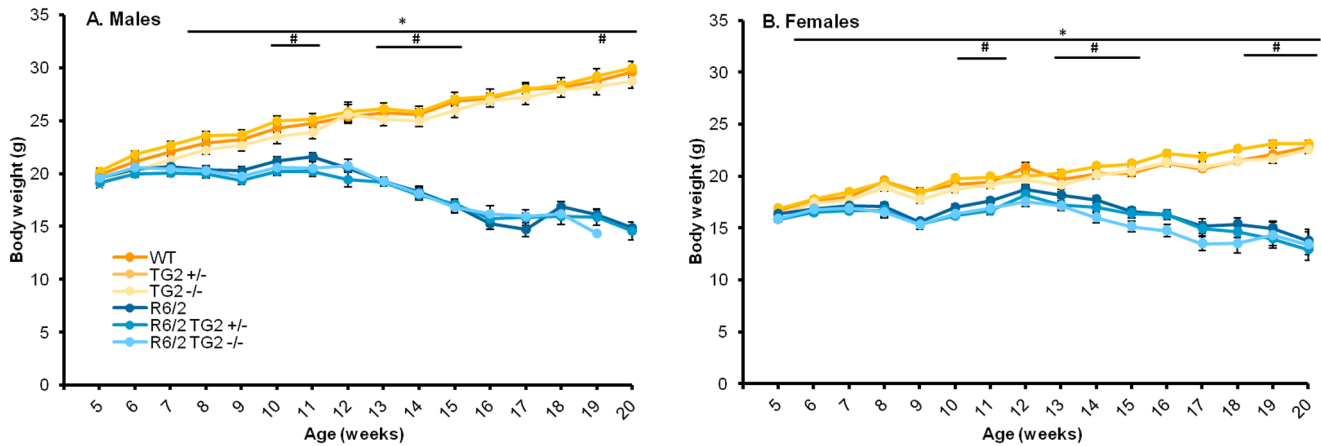 A. Males
*
#
#
#
35
30
25
20
15
10
5
0
Body weight (g)
WT
TG2 +/-
TG2 -/-
R6/2
R6/2 TG2 +/-
R6/2 TG2 -/-
5 6 7 8 9 10 11 12 13 14 15 16 17 18 19 20
Age (weeks)
B. Females
*
#
#
#
35
30
25
20
15
10
5
0
Body weight (g)
5 6 7 8 9 10 11 12 13 14 15 16 17 18 19 20
Age (weeks)